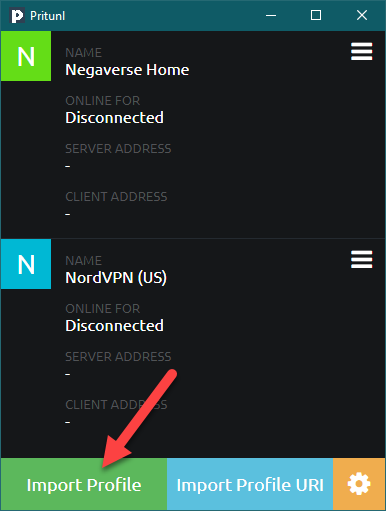 Pritunl
N
NAME
Negaverse Home
ONLINE FOR
Disconnected
SERVER ADDRESS
-
CLIENT ADDRESS
-
N
NAME
NordVPN (US)
ONLINE FOR
Disconnected
SERVER ADDRESS
-
CLIENT ADDRESS
-
Import Profile
Import Profile URI